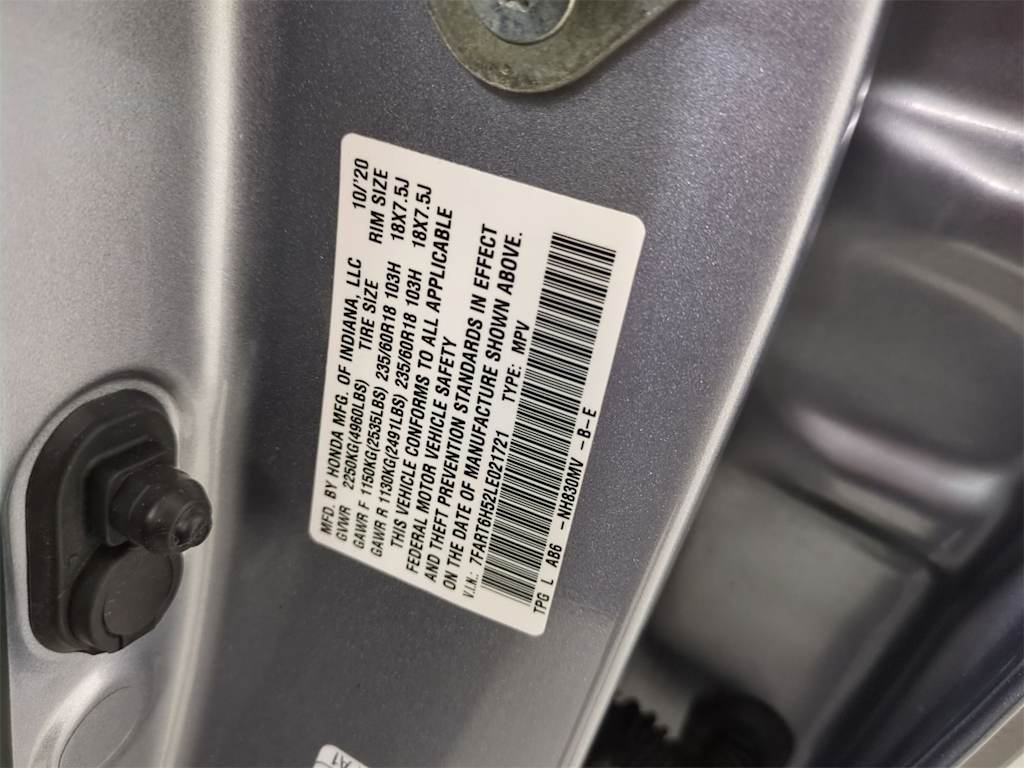 MFD. BY HONDA MFG. OF INDIANA, LLC 10/'20
GVWR 2250KG(4960LBS) TIRE SIZE RIM SIZE
GAWR F 1150KG(2535LBS) 235/60R18 103H 18X7.5J
GAWR R 1130KG(2491LBS) 235/60R18 103H 18X7.5J
THIS VEHICLE CONFORMS TO ALL APPLICABLE
FEDERAL MOTOR VEHICLE SAFETY
AND THEFT PREVENTION STANDARDS IN EFFECT
ON THE DATE OF MANUFACTURE SHOWN ABOVE.
V.I.N.: 7FART6H52LE021721 TYPE: MPV
TPG L AB6 -NH830MV -B-E
A1